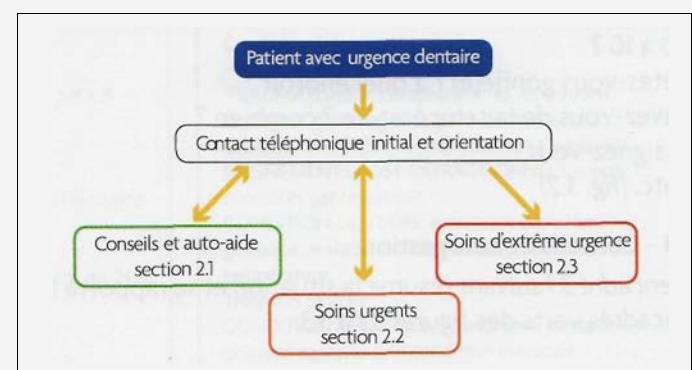 Patient avec urgence dentaire
Contact téléphonique initial et orientation
Conseils et auto-aide
section 2.1
Soins d'extrême urgence
section 2.3
Soins urgents
section 2.2